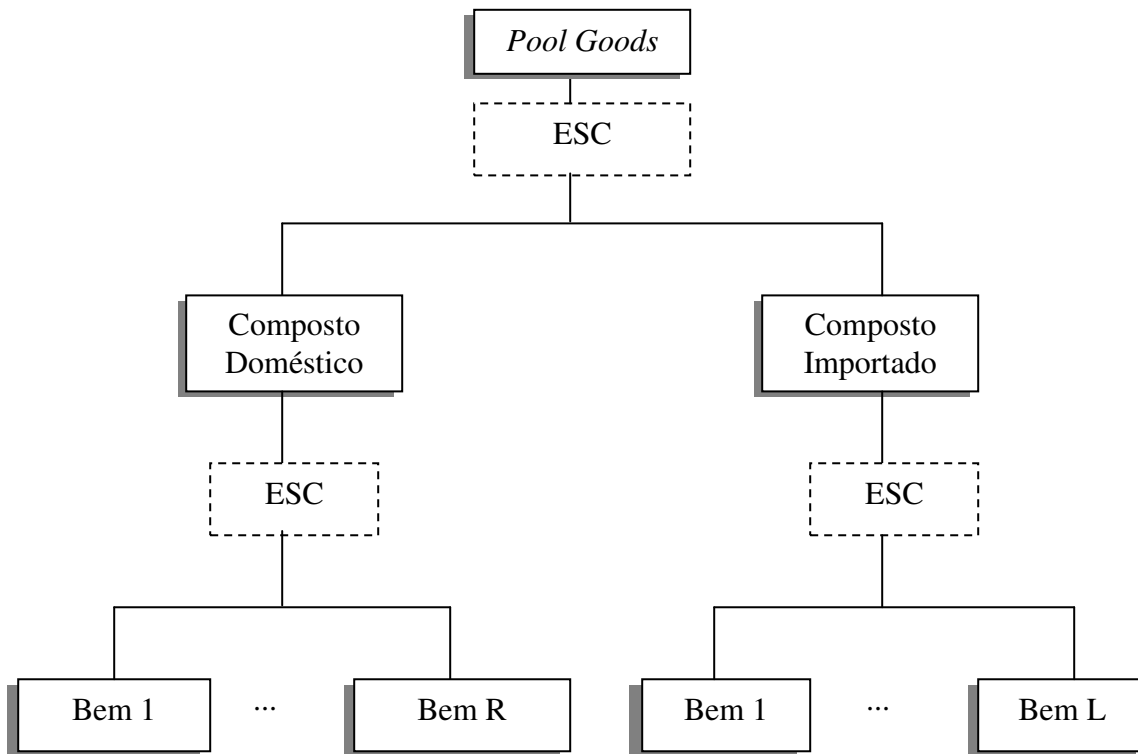 Pool Goods
ESC
Composto
Doméstico
Composto
Importado
ESC
ESC
Bem 1
...
Bem R
Bem 1
...
Bem L